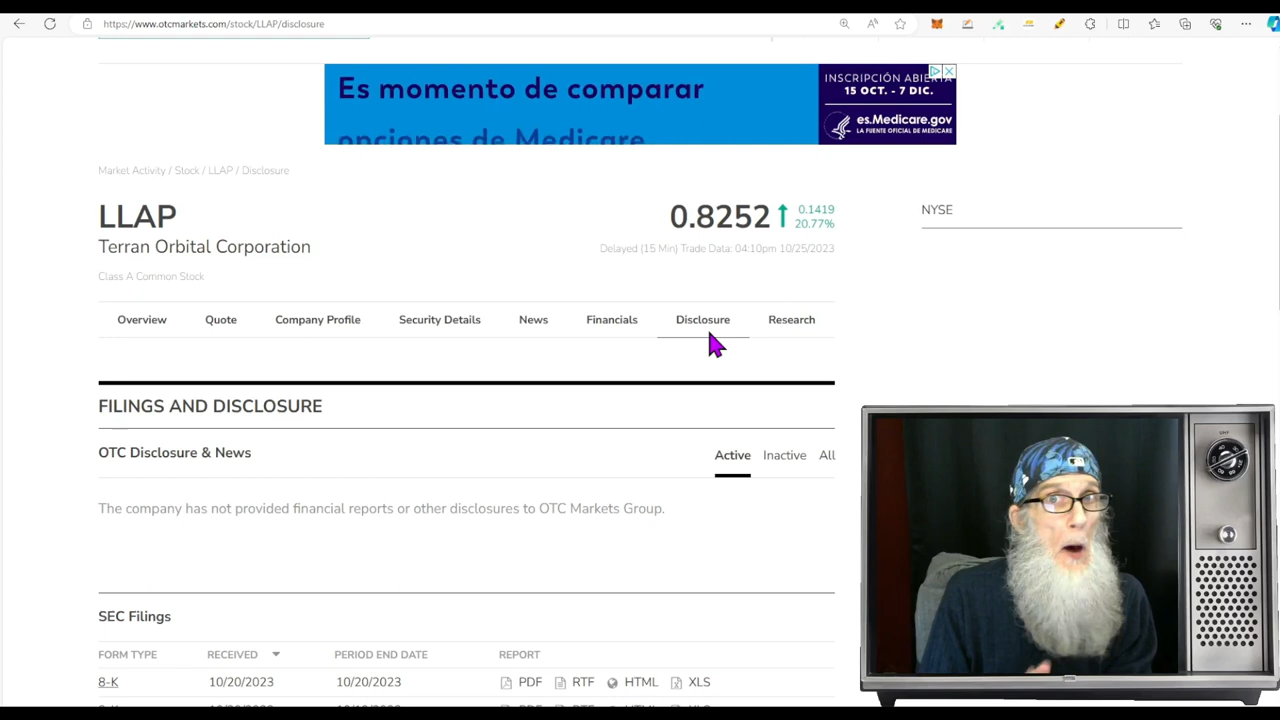 https://www.otcmarkets.com/stock/LLAP/disclosure
Es momento de comparar
opciones de Medicare
INSCRIPCIÓN ABIERTA
15 OCT. - 7 DIC.
es.Medicare.gov
LA FUENTE OFICIAL DE MEDICARE
Market Activity / Stock / LLAP / Disclosure
LLAP
0.8252
0.1419
20.77%
NYSE
Terran Orbital Corporation
Delayed (15 Min) Trade Data: 04:10pm 10/25/2023
Class A Common Stock
Overview Quote Company Profile Security Details News Financials Disclosure Research
FILINGS AND DISCLOSURE
OTC Disclosure & News
Active Inactive All
The company has not provided financial reports or other disclosures to OTC Markets Group.
SEC Filings
FORM TYPE RECEIVED PERIOD END DATE REPORT
8-K 10/20/2023 10/20/2023 PDF RTF HTML XLS